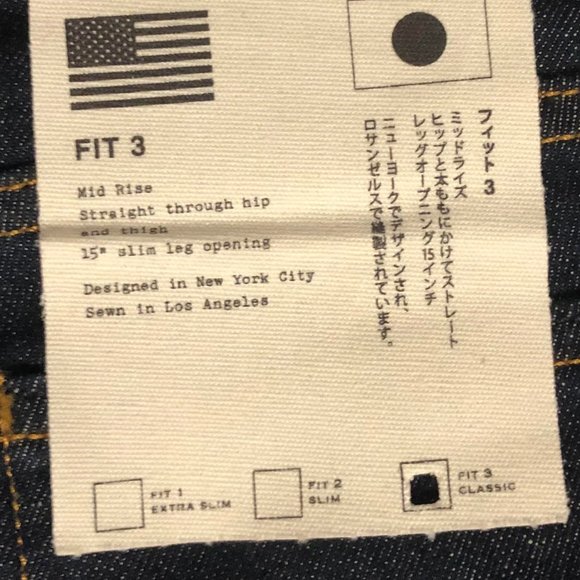 FIT 3
Mid Rise
Straight through hip
and thigh
15" slim leg opening
Designed in New York City
Sewn in Los Angeles
フィット 3
ミッドライズ
ヒップと太ももにかけてストレート
レッグオープニング15インチ
ニューヨークでデザインされ、
ロサンゼルスで縫製されています。
FIT 1
EXTRA SLIM
FIT 2
SLIM
FIT 3
CLASSIC